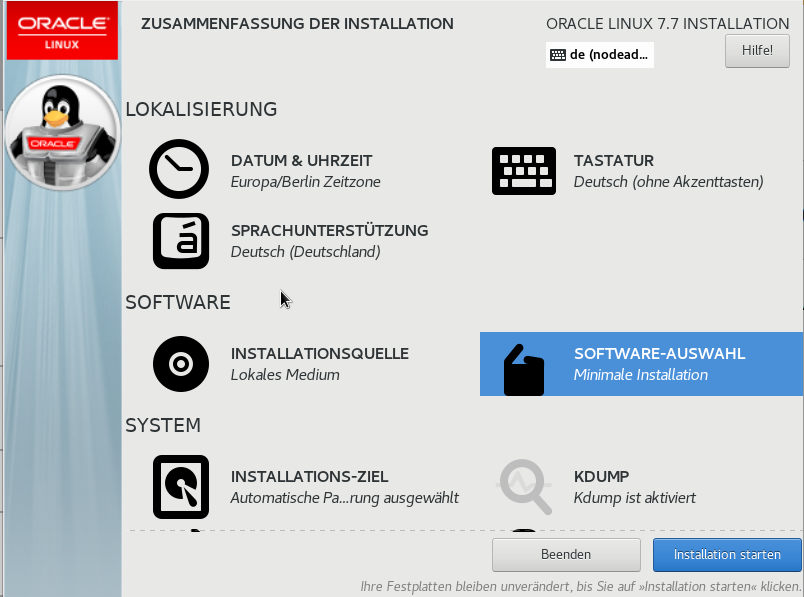 ORACLE
LINUX
ZUSAMMENFASSUNG DER INSTALLATION
ORACLE LINUX 7.7 INSTALLATION
de (nodead...
Hilfe!
ORACLE
LOKALISIERUNG
DATUM & UHRZEIT
Europa/Berlin Zeitzone
TASTATUR
Deutsch (ohne Akzenttasten)
á
SPRACHUNTERSTÜTZUNG
Deutsch (Deutschland)
SOFTWARE
INSTALLATIONSQUELLE
Lokales Medium
SOFTWARE-AUSWAHL
Minimale Installation
SYSTEM
INSTALLATIONS-ZIEL
Automatische Pa...rung ausgewählt
KDUMP
Kdump ist aktiviert
Beenden
Installation starten
Ihre Festplatten bleiben unverändert, bis Sie auf »Installation starten« klicken.